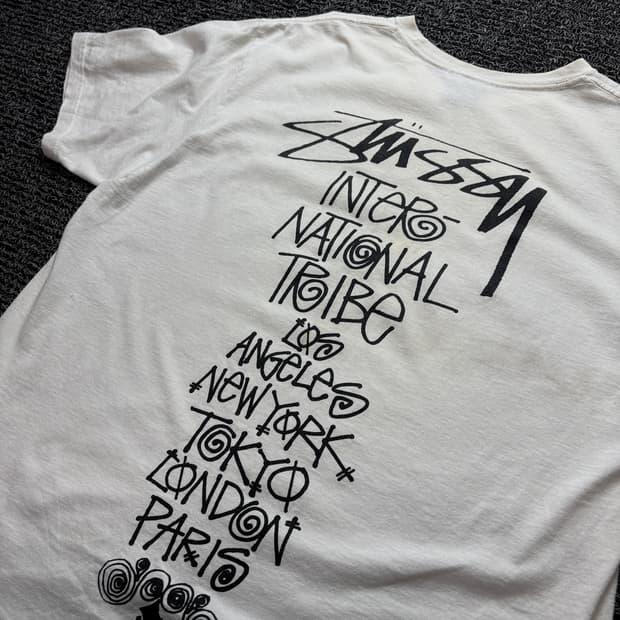 Stüssy
INTER-
NATIONAL
TRIBE
LOS
ANGELES
NEW YORK
TOKYO
LONDON
PARIS